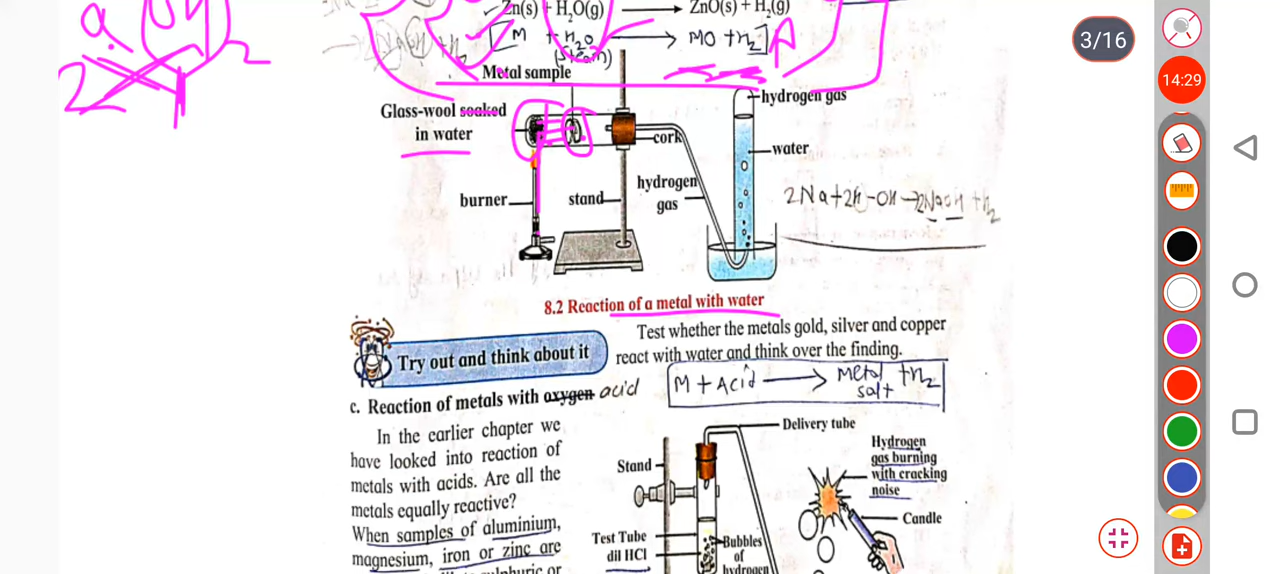 Zn(s) + H₂O(g) ⟶ ZnO(s) + H₂(g)
M + H₂O ⟶ MO + H₂
(Steam)
3/16
14:29
Metal sample
hydrogen gas
Glass-wool soaked
in water
cork
water
hydrogen
gas
burner
stand
2Na+2H-OH→2NaOH +H₂
8.2 Reaction of a metal with water
Try out and think about it
Test whether the metals gold, silver and copper
react with water and think over the finding.
M + Acid ⟶ Metal salt + H₂
c. Reaction of metals with oxygen acid
In the earlier chapter we
have looked into reaction of
metals with acids. Are all the
metals equally reactive?
When samples of aluminium,
magnesium, iron or zinc are
Delivery tube
Stand
Hydrogen
gas burning
with cracking
noise
Candle
Test Tube
dil HCl
Bubbles
of
hydrogen